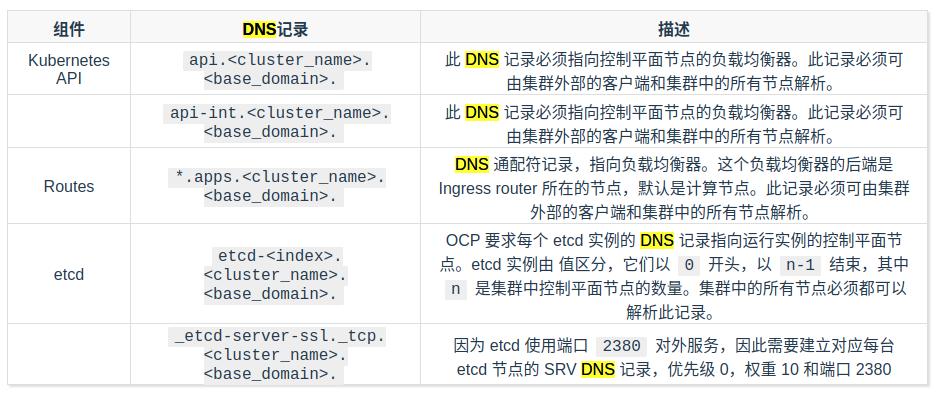 组件 DNS记录 描述
Kubernetes
API
api.<cluster_name>.
<base_domain>.
此 DNS 记录必须指向控制平面节点的负载均衡器。此记录必须可
由集群外部的客户端和集群中的所有节点解析。
api-int.<cluster_name>.
<base_domain>.
此 DNS 记录必须指向控制平面节点的负载均衡器。此记录必须可
由集群外部的客户端和集群中的所有节点解析。
Routes
*.apps.<cluster_name>.
<base_domain>.
DNS 通配符记录，指向负载均衡器。这个负载均衡器的后端是
Ingress router 所在的节点，默认是计算节点。此记录必须可由集群
外部的客户端和集群中的所有节点解析。
etcd
etcd-<index>.
<cluster_name>.
<base_domain>.
OCP 要求每个 etcd 实例的 DNS 记录指向运行实例的控制平面节
点。etcd 实例由 值区分，它们以 0 开头，以 n-1 结束，其中
n 是集群中控制平面节点的数量。集群中的所有节点必须都可以
解析此记录。
_etcd-server-ssl._tcp.
<cluster_name>.
<base_domain>.
因为 etcd 使用端口 2380 对外服务，因此需要建立对应每台
etcd 节点的 SRV DNS 记录，优先级 0，权重 10 和端口 2380